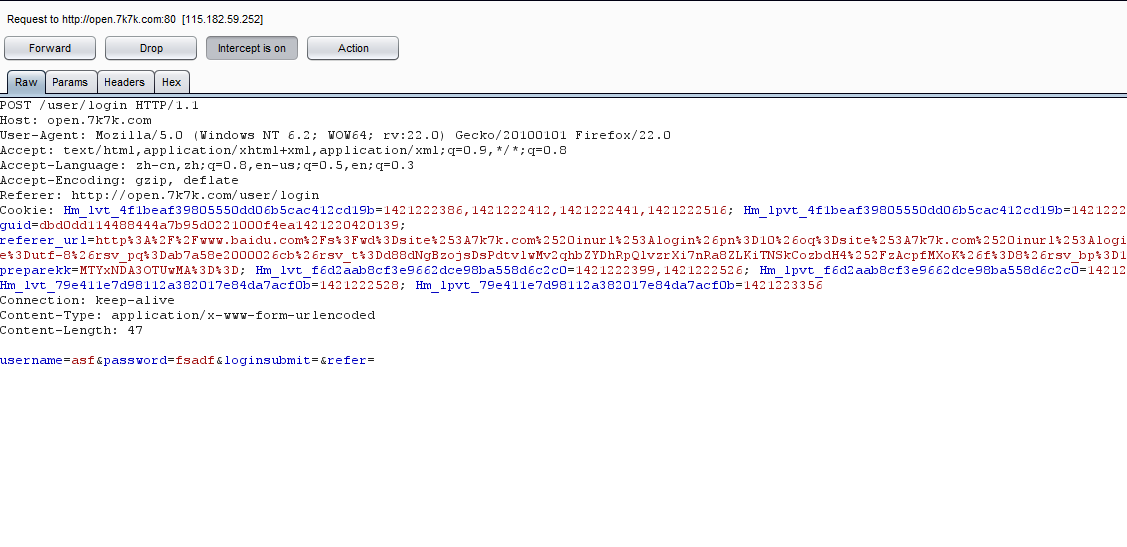 Request to http://open.7k7k.com:80 [115.182.59.252]
Forward Drop Intercept is on Action
Raw Params Headers Hex
POST /user/login HTTP/1.1
Host: open.7k7k.com
User-Agent: Mozilla/5.0 (Windows NT 6.2; WOW64; rv:22.0) Gecko/20100101 Firefox/22.0
Accept: text/html,application/xhtml+xml,application/xml;q=0.9,*/*;q=0.8
Accept-Language: zh-cn,zh;q=0.8,en-us;q=0.5,en;q=0.3
Accept-Encoding: gzip, deflate
Referer: http://open.7k7k.com/user/login
Cookie: Hm_lvt_4f1beaf39805550dd06b5cac412cd19b=1421222386,1421222412,1421222441,1421222516; Hm_lpvt_4f1beaf39805550dd06b5cac412cd19b=1421222
guid=dbd0dd114488444a7b95d0221000f4ea1421220420139;
referer_url=http%3A%2F%2Fwww.baidu.com%2Fs%3Fwd%3Dsite%253A7k7k.com%2520inurl%253Alogin%26pn%3D10%26oq%3Dsite%253A7k7k.com%2520inurl%253Alogi
e%3Dutf-8%26rsv_pq%3Dab7a58e2000026cb%26rsv_t%3Dd88dNgBzojsDsPdtvlwMv2qhbZYDhRpQlvzrXi7nRa8ZLKiTNSkCozbdH4%252FzAcpfMXoK%26f%3D8%26rsv_bp%3D1
preparekk=MTYxNDA3OTUwMA%3D%3D; Hm_lvt_f6d2aab8cf3e9662dce98ba558d6c2c0=1421222399,1421222526; Hm_lpvt_f6d2aab8cf3e9662dce98ba558d6c2c0=14212
Hm_lvt_79e411e7d98112a382017e84da7acf0b=1421222528; Hm_lpvt_79e411e7d98112a382017e84da7acf0b=1421223356
Connection: keep-alive
Content-Type: application/x-www-form-urlencoded
Content-Length: 47
username=asf&password=fsadf&loginsubmit=&refer=